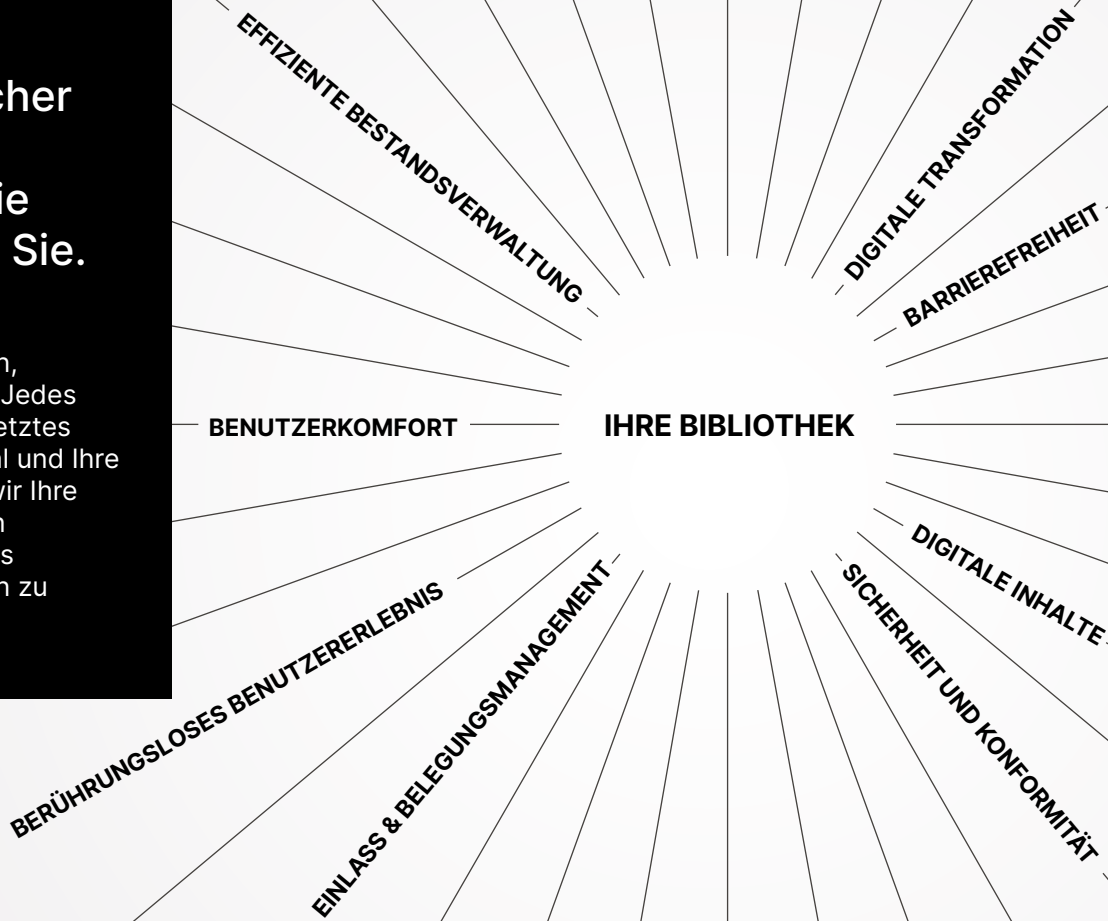 cher
ie
Sie.
n,
Jedes
etztes
l und Ihre
wir Ihre
n
s
n zu
EFFIZIENTE BESTANDSVERWALTUNG
DIGITALE TRANSFORMATION
BARRIEREFREIHEIT
BENUTZERKOMFORT
IHRE BIBLIOTHEK
DIGITALE INHALTE
SICHERHEIT UND KONFORMITÄT
BERÜHRUNGSLOSES BENUTZERERLEBNIS
EINLASS & BELEGUNGSMANAGEMENT